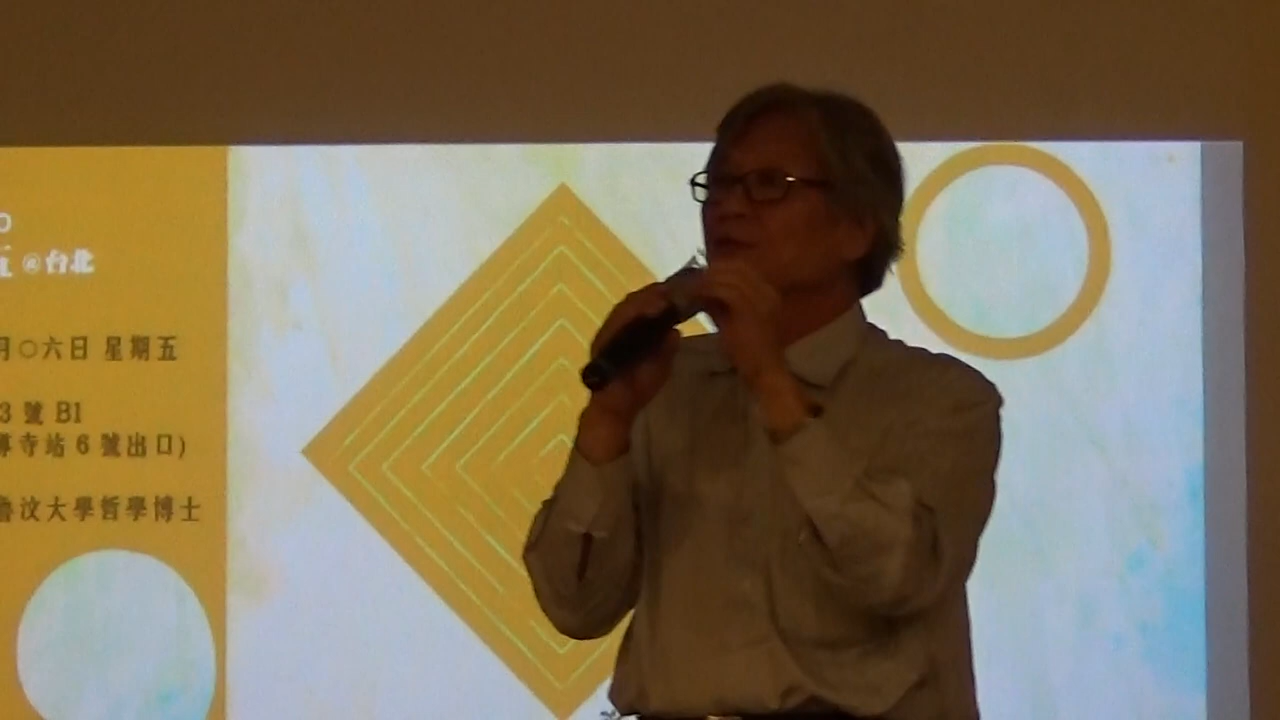 @台北
月○六日 星期五
3 號 B1
寺站 6 號出口)
魯汶大學哲學博士